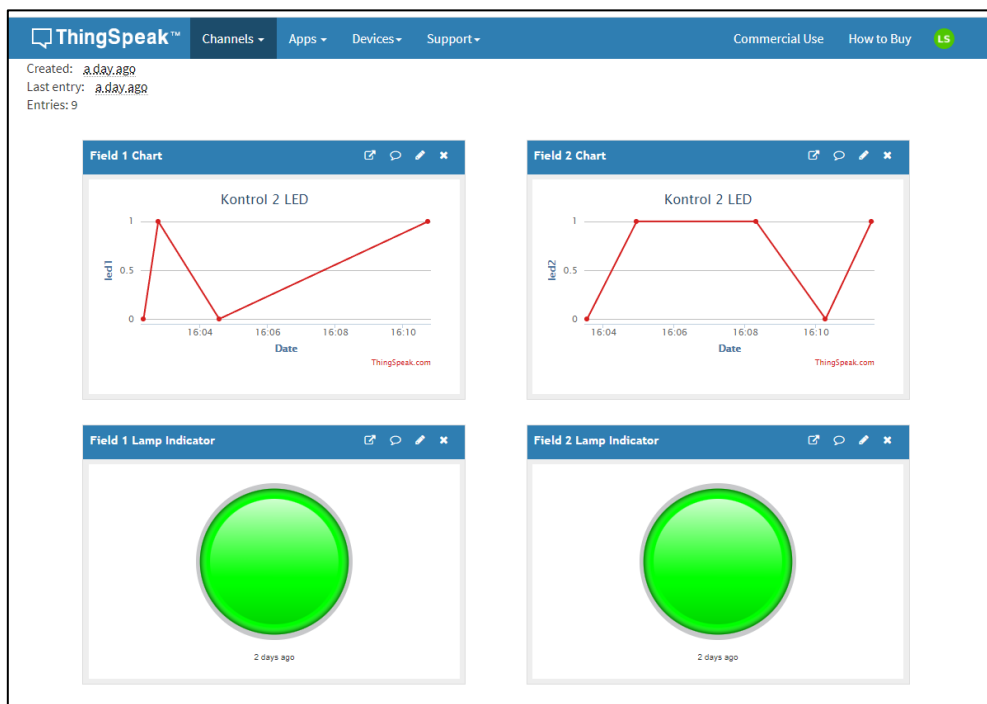 ThingSpeak™ Channels Apps Devices Support Commercial Use How to Buy LS
Created: a day ago
Last entry: a day ago
Entries: 9
Field 1 Chart
Kontrol 2 LED
led1
1
0.5
0
16:04 16:06 16:08 16:10
Date
ThingSpeak.com
Field 2 Chart
Kontrol 2 LED
led2
1
0.5
0
16:04 16:06 16:08 16:10
Date
ThingSpeak.com
Field 1 Lamp Indicator
2 days ago
Field 2 Lamp Indicator
2 days ago